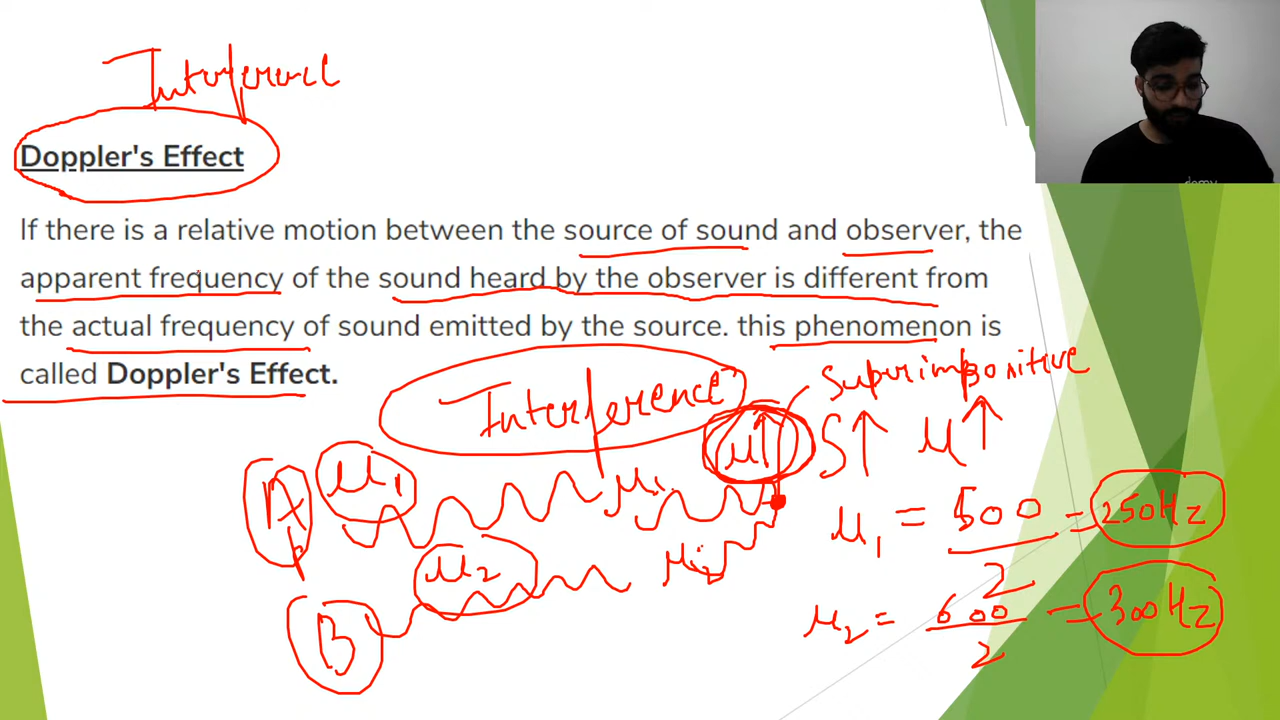 Interference
Doppler's Effect
If there is a relative motion between the source of sound and observer, the
apparent frequency of the sound heard by the observer is different from
the actual frequency of sound emitted by the source. this phenomenon is
called Doppler's Effect.
Interference
Superimpositive
μ↑ S↑ μ↑
A μ₁ μ₁
μ₁ = 500/2 = 250Hz
B μ₂ μ₂
μ₂ = 600/2 = 300Hz